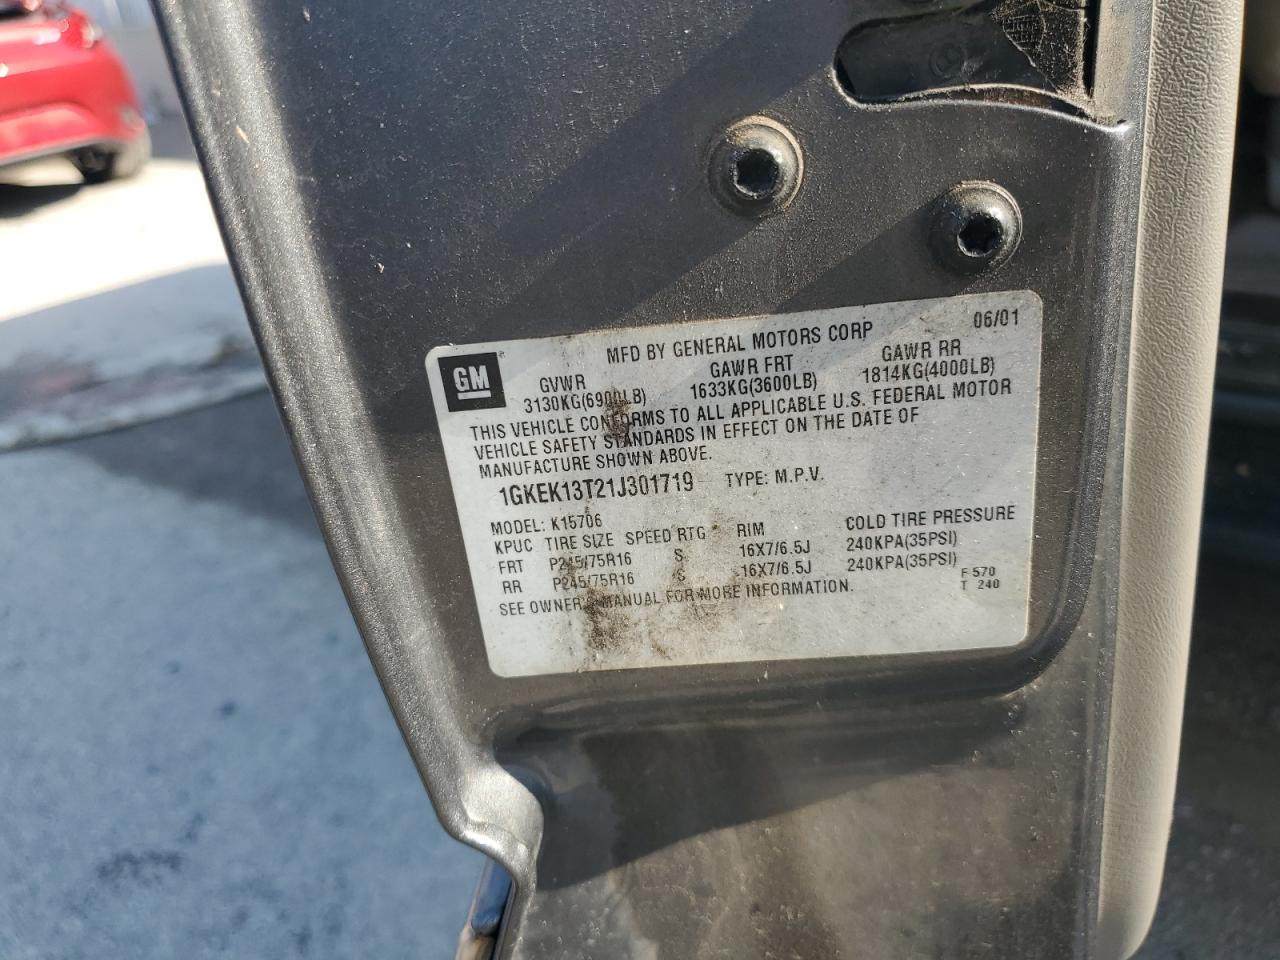 GM
MFD BY GENERAL MOTORS CORP 06/01
GVWR GAWR FRT GAWR RR
3130KG(6900LB) 1633KG(3600LB) 1814KG(4000LB)
THIS VEHICLE CONFORMS TO ALL APPLICABLE U.S. FEDERAL MOTOR
VEHICLE SAFETY STANDARDS IN EFFECT ON THE DATE OF
MANUFACTURE SHOWN ABOVE.
1GKEK13T21J301719 TYPE: M.P.V.
MODEL: K15706
KPUC TIRE SIZE SPEED RTG RIM COLD TIRE PRESSURE
FRT P245/75R16 S 16X7/6.5J 240KPA(35PSI)
RR P245/75R16 S 16X7/6.5J 240KPA(35PSI)
SEE OWNER'S MANUAL FOR MORE INFORMATION.
F 570
T 240